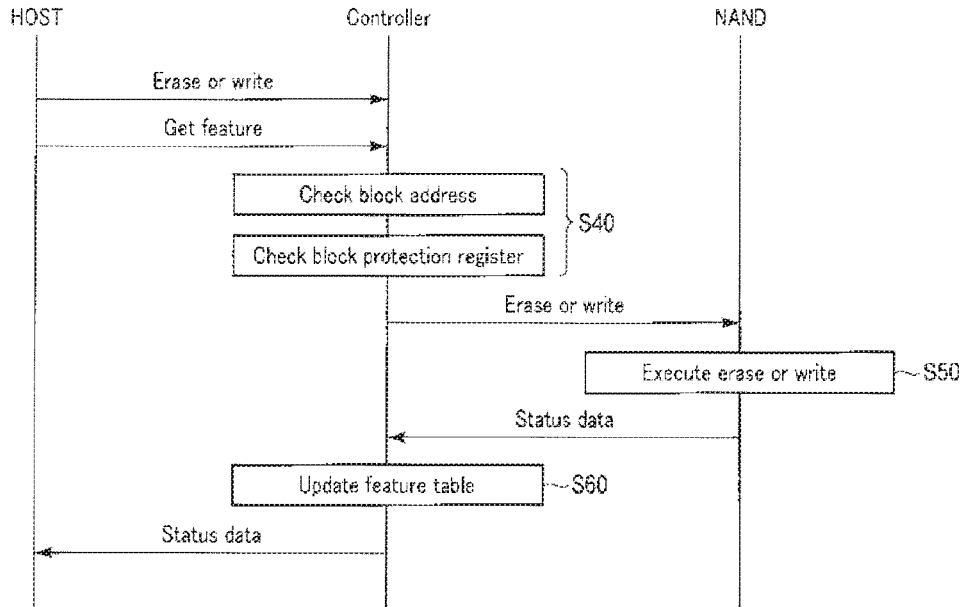 HOST
Controller
NAND
Erase or write
Get feature
Check block address
Check block protection register
S40
Erase or write
Execute erase or write
S50
Status data
Update feature table
S60
Status data